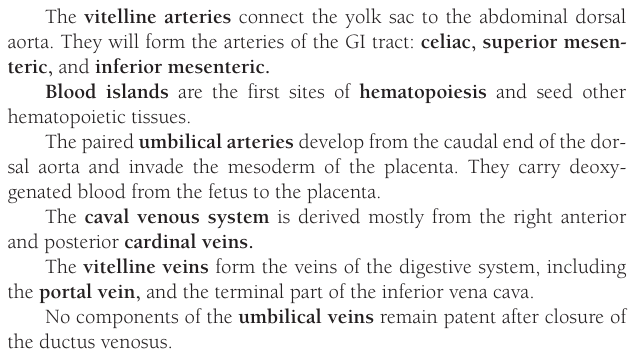 The vitelline arteries connect the yolk sac to the abdominal dorsal
aorta. They will form the arteries of the GI tract: celiac, superior mesen-
teric, and inferior mesenteric.
Blood islands are the first sites of hematopoiesis and seed other
hematopoietic tissues.
The paired umbilical arteries develop from the caudal end of the dor-
sal aorta and invade the mesoderm of the placenta. They carry deoxy-
genated blood from the fetus to the placenta.
The caval venous system is derived mostly from the right anterior
and posterior cardinal veins.
The vitelline veins form the veins of the digestive system, including
the portal vein, and the terminal part of the inferior vena cava.
No components of the umbilical veins remain patent after closure of
the ductus venosus.